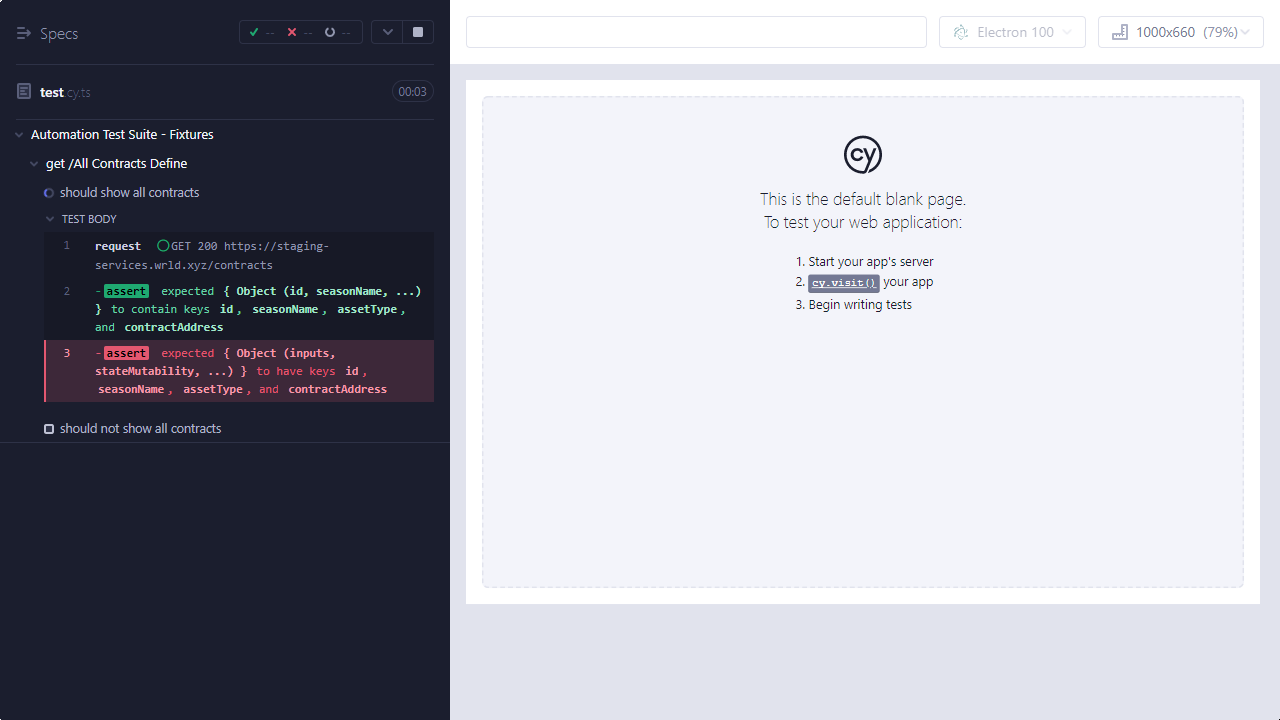 Specs
-- -- --
Electron 100
1000x660 (79%)
test.cy.ts
00:03
Automation Test Suite - Fixtures
get /All Contracts Define
should show all contracts
TEST BODY
1 request GET 200 https://staging-
services.wrld.xyz/contracts
2 -assert expected { Object (id, seasonName, ...)
} to contain keys id, seasonName, assetType,
and contractAddress
3 -assert expected { Object (inputs,
stateMutability, ...) } to have keys id,
seasonName, assetType, and contractAddress
should not show all contracts
cy
This is the default blank page.
To test your web application:
1. Start your app's server
2. cy.visit() your app
3. Begin writing tests